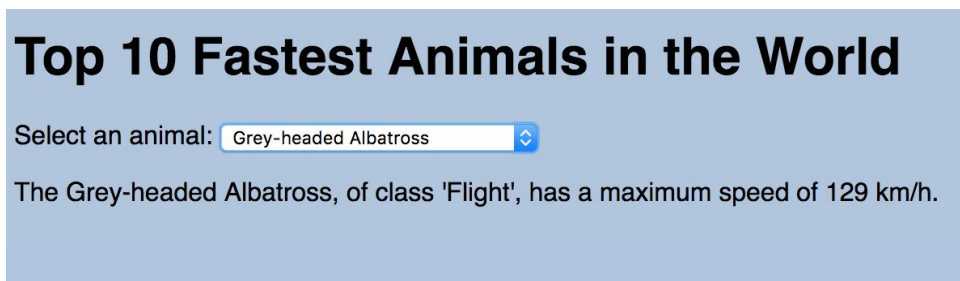 Top 10 Fastest Animals in the World
Select an animal: Grey-headed Albatross
The Grey-headed Albatross, of class 'Flight', has a maximum speed of 129 km/h.